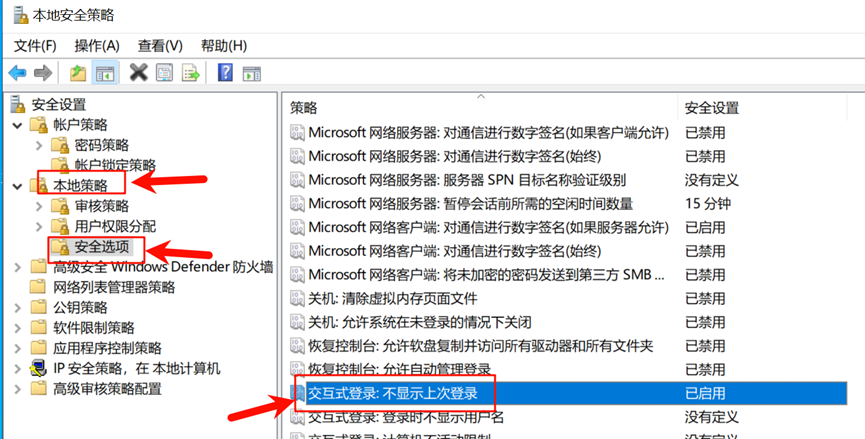 本地安全策略
文件(F) 操作(A) 查看(V) 帮助(H)
安全设置
帐户策略
密码策略
帐户锁定策略
本地策略
审核策略
用户权限分配
安全选项
高级安全 Windows Defender 防火墙
网络列表管理器策略
公钥策略
软件限制策略
应用程序控制策略
IP 安全策略，在 本地计算机
高级审核策略配置
策略 安全设置
Microsoft 网络服务器: 对通信进行数字签名(如果客户端允许) 已禁用
Microsoft 网络服务器: 对通信进行数字签名(始终) 已禁用
Microsoft 网络服务器: 服务器 SPN 目标名称验证级别 没有定义
Microsoft 网络服务器: 暂停会话前所需的空闲时间数量 15 分钟
Microsoft 网络客户端: 对通信进行数字签名(如果服务器允许) 已启用
Microsoft 网络客户端: 对通信进行数字签名(始终) 已禁用
Microsoft 网络客户端: 将未加密的密码发送到第三方 SMB ... 已禁用
关机: 清除虚拟内存页面文件 已禁用
关机: 允许系统在未登录的情况下关闭 已禁用
恢复控制台: 允许软盘复制并访问所有驱动器和所有文件夹 已禁用
恢复控制台: 允许自动管理登录 已禁用
交互式登录: 不显示上次登录 已启用
交互式登录: 登录时不显示用户名 没有定义
交互式登录: 计算机不活动限制 没有定义